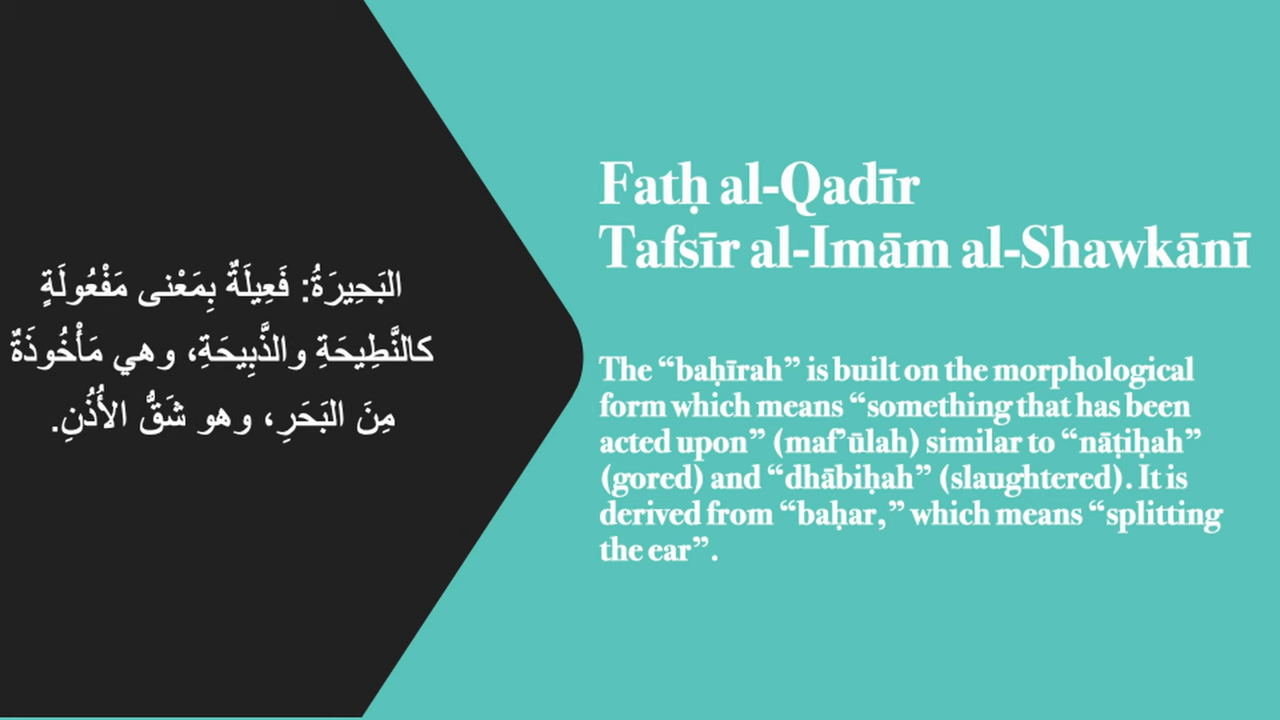 البَحِيرَةُ: فَعِيلَةٌ بِمَعْنى مَفْعُولَةٍ
كالنَّطِيحَةِ والذَّبِيحَةِ، وهي مَأْخُوذَةٌ
مِنَ البَحَرِ، وهو شَقُّ الأُذُنِ.
Fatḥ al-Qadīr
Tafsīr al-Imām al-Shawkānī
The “baḥīrah” is built on the morphological
form which means “something that has been
acted upon” (maf’ūlah) similar to “nāṭiḥah”
(gored) and “dhābiḥah” (slaughtered). It is
derived from “baḥar,” which means “splitting
the ear”.